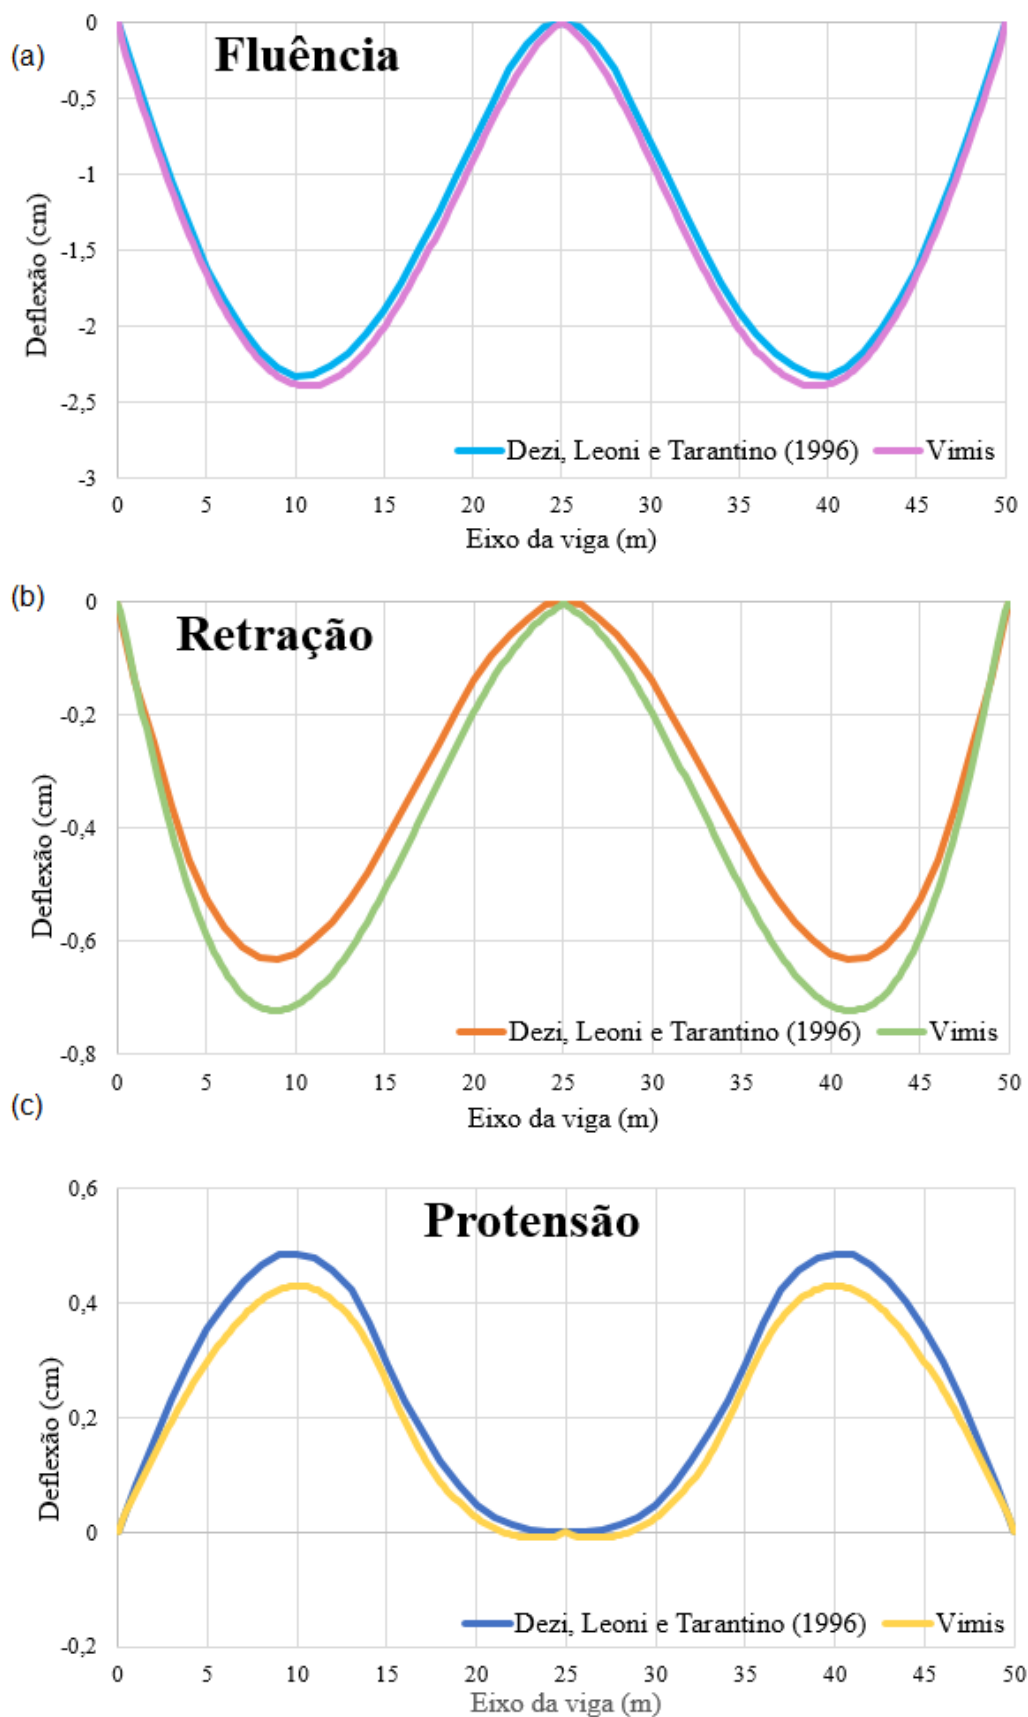 (a)
Fluência
0
-0,5
-1
-1,5
-2
-2,5
-3
Deflexão (cm)
Dezi, Leoni e Tarantino (1996) Vimis
0 5 10 15 20 25 30 35 40 45 50
Eixo da viga (m)
(b)
Retração
0
-0,2
-0,4
-0,6
-0,8
Deflexão (cm)
Dezi, Leoni e Tarantino (1996) Vimis
0 5 10 15 20 25 30 35 40 45 50
Eixo da viga (m)
(c)
Protensão
0,6
0,4
0,2
0
-0,2
Deflexão (cm)
Dezi, Leoni e Tarantino (1996) Vimis
0 5 10 15 20 25 30 35 40 45 50
Eixo da viga (m)